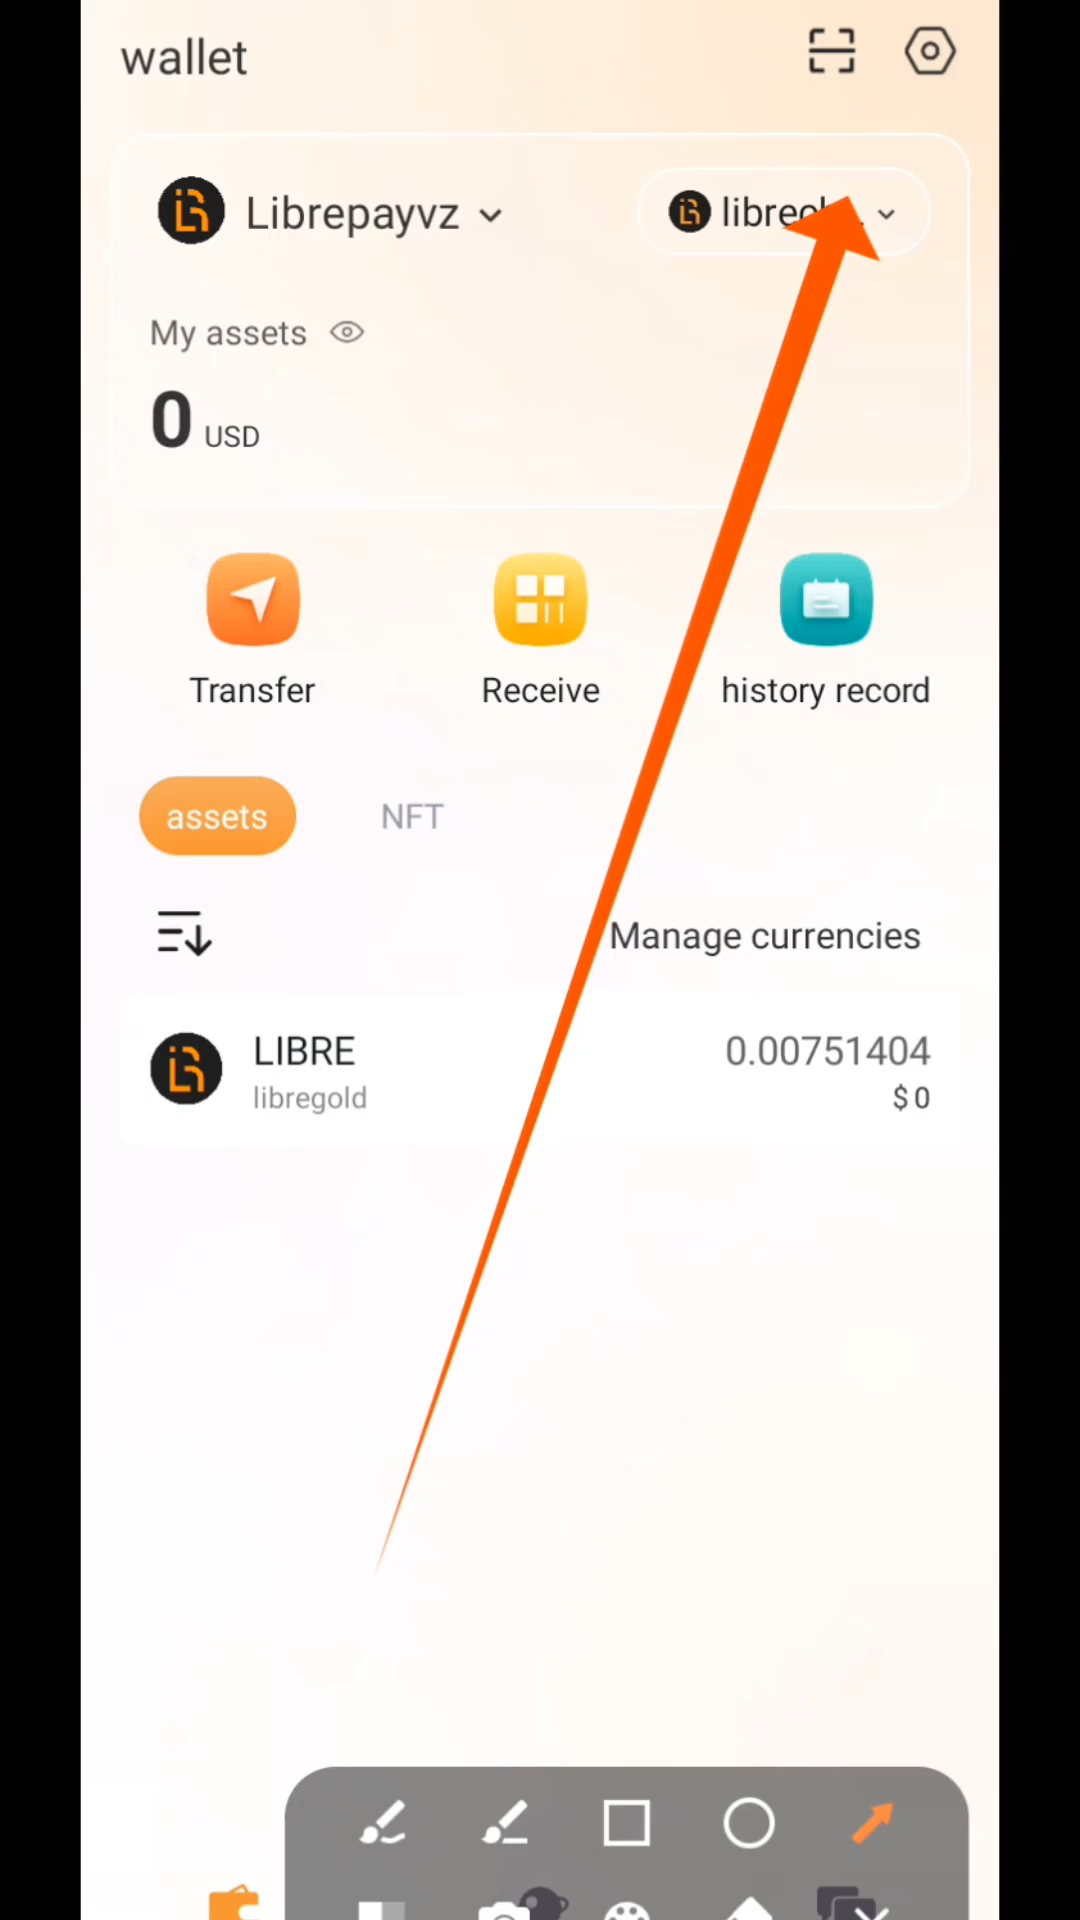 wallet
Librepayvz
My assets
0 USD
Transfer
Receive
history record
assets
NFT
Manage currencies
LIBRE
0.00751404
libregold
$0